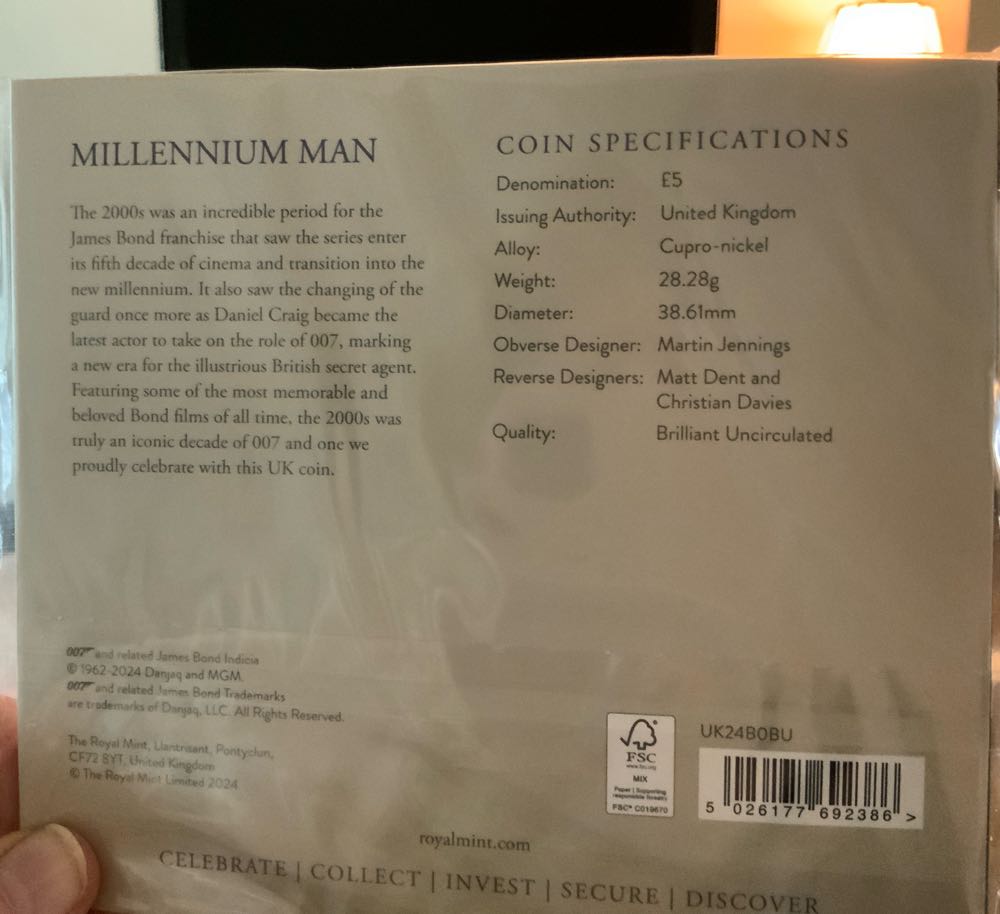 MILLENNIUM MAN
The 2000s was an incredible period for the
James Bond franchise that saw the series enter
its fifth decade of cinema and transition into the
new millennium. It also saw the changing of the
guard once more as Daniel Craig became the
latest actor to take on the role of 007, marking
a new era for the illustrious British secret agent.
Featuring some of the most memorable and
beloved Bond films of all time, the 2000s was
truly an iconic decade of 007 and one we
proudly celebrate with this UK coin.
COIN SPECIFICATIONS
Denomination: £5
Issuing Authority: United Kingdom
Alloy: Cupro-nickel
Weight: 28.28g
Diameter: 38.61mm
Obverse Designer: Martin Jennings
Reverse Designers: Matt Dent and
Christian Davies
Quality: Brilliant Uncirculated
007 and related James Bond Indicia
© 1962-2024 Danjaq and MGM.
007 and related James Bond Trademarks
are trademarks of Danjaq, LLC. All Rights Reserved.
The Royal Mint, Llantrisant, Pontyclun,
CF72 8YT, United Kingdom
© The Royal Mint Limited 2024
FSC
www.fsc.org
MIX
Paper | Supporting
responsible forestry
FSC® C019670
UK24B0BU
5 026177 692386 >
royalmint.com
CELEBRATE | COLLECT | INVEST | SECURE | DISCOVER